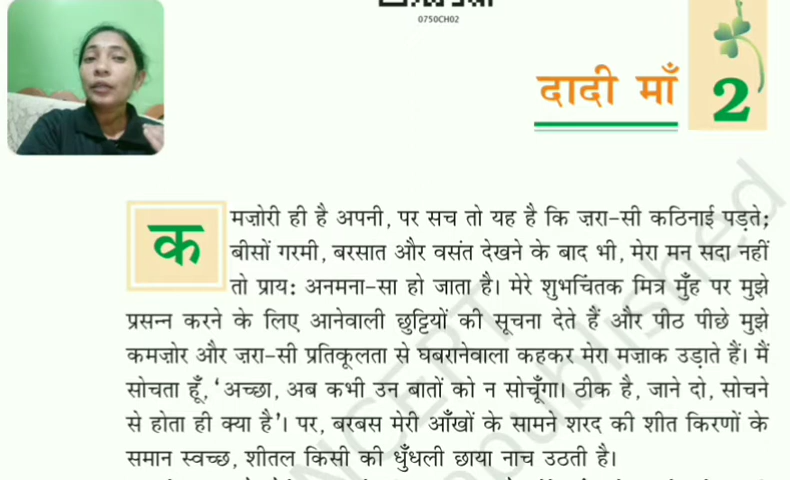 0750CH02
दादी माँ
2
कमज़ोरी ही है अपनी, पर सच तो यह है कि ज़रा-सी कठिनाई पड़ते;
बीसों गरमी, बरसात और वसंत देखने के बाद भी, मेरा मन सदा नहीं
तो प्राय: अनमना-सा हो जाता है। मेरे शुभचिंतक मित्र मुँह पर मुझे
प्रसन्न करने के लिए आनेवाली छुट्टियों की सूचना देते हैं और पीठ पीछे मुझे
कमज़ोर और ज़रा-सी प्रतिकूलता से घबरानेवाला कहकर मेरा मज़ाक उड़ाते हैं। मैं
सोचता हूँ, ‘अच्छा, अब कभी उन बातों को न सोचूँगा। ठीक है, जाने दो, सोचने
से होता ही क्या है’। पर, बरबस मेरी आँखों के सामने शरद की शीत किरणों के
समान स्वच्छ, शीतल किसी की धुँधली छाया नाच उठती है।